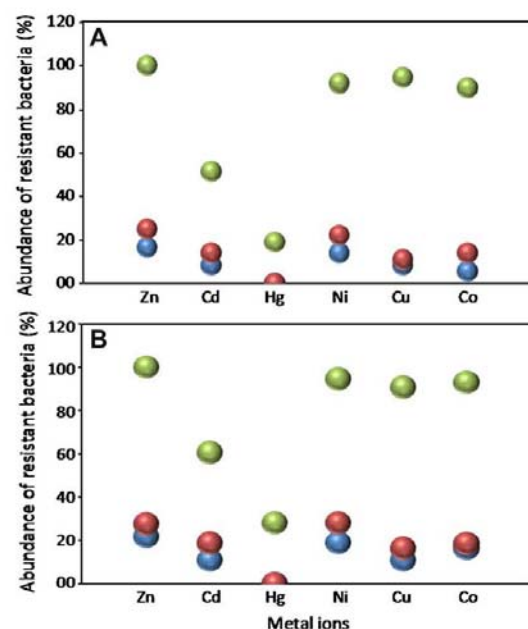 Abundance of resistant bacteria (%)
A
120
100
80
60
40
20
00
Zn Cd Hg Ni Cu Co
Abundance of resistant bacteria (%)
B
120
100
80
60
40
20
00
Zn Cd Hg Ni Cu Co
Metal ions